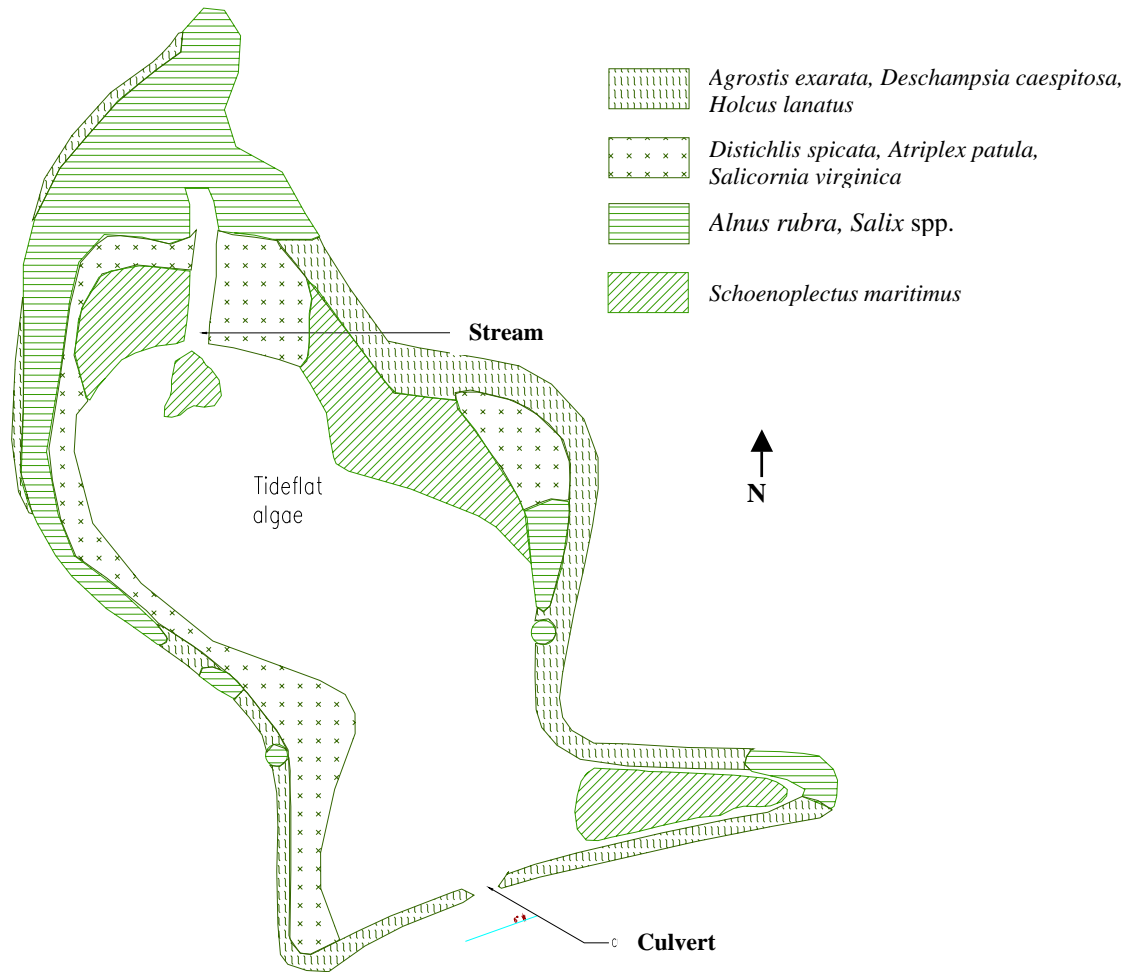 Agrostis exarata, Deschampsia caespitosa,
Holcus lanatus
Distichlis spicata, Atriplex patula,
Salicornia virginica
Alnus rubra, Salix spp.
Schoenoplectus maritimus
Stream
Tideflat
algae
N
Culvert